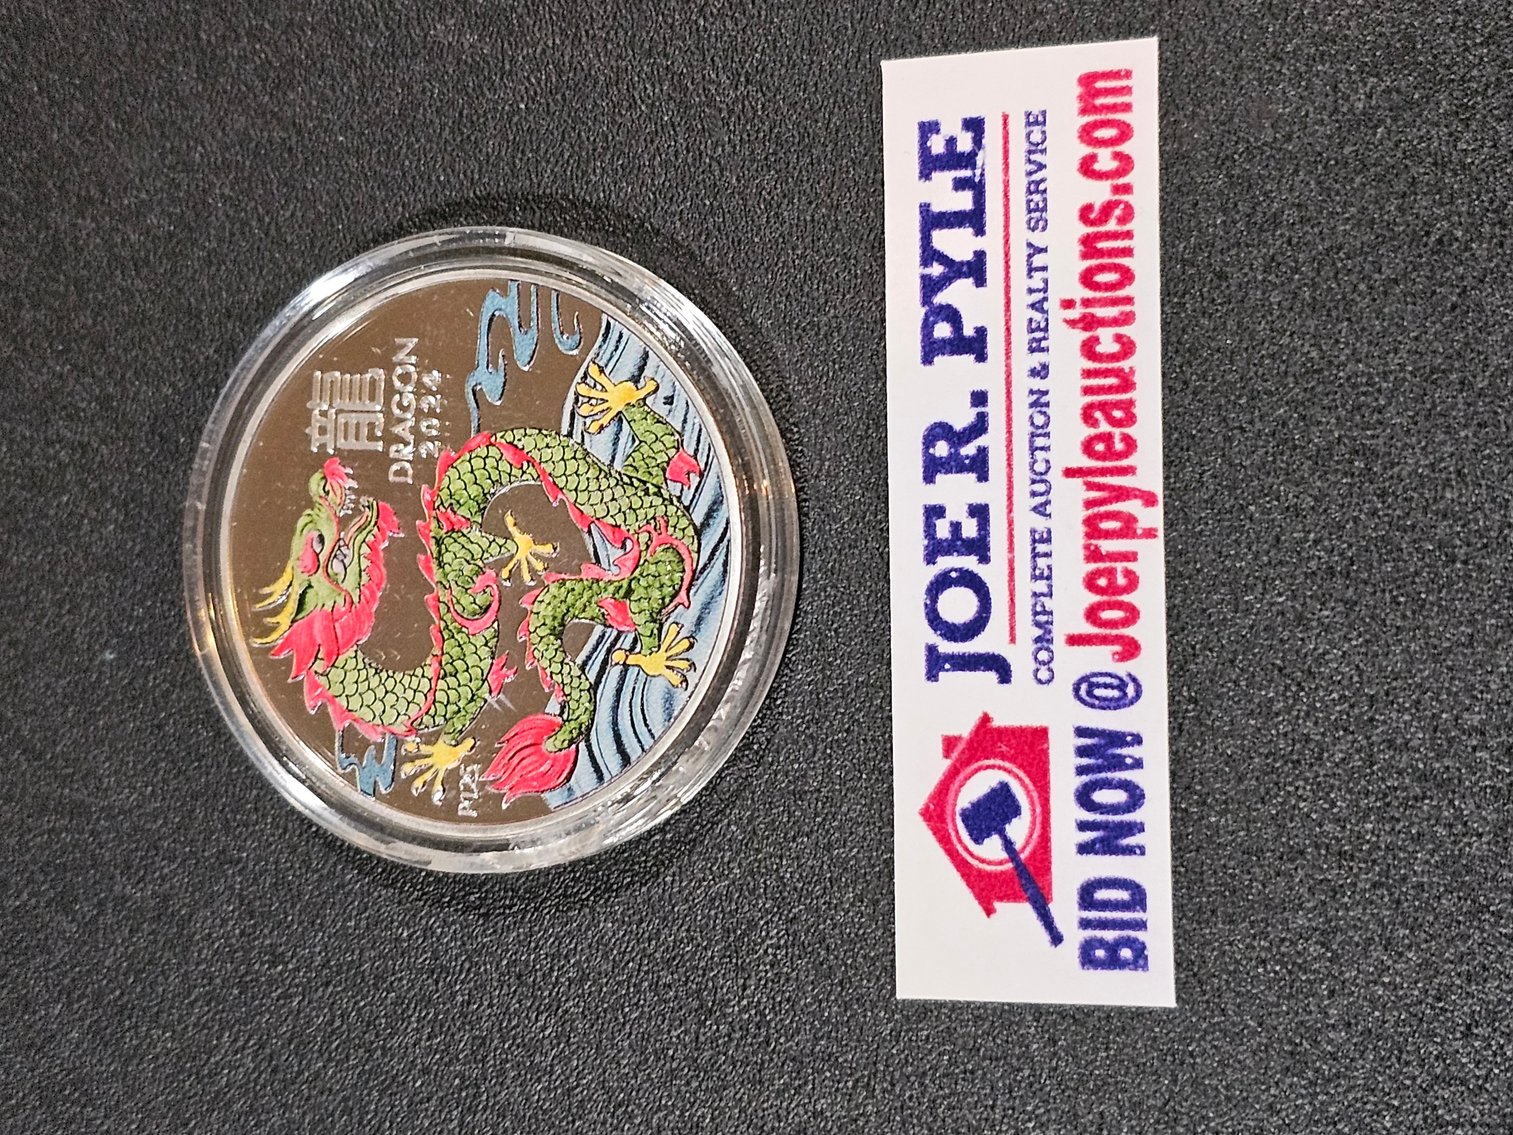 龍
DRAGON
2024
P125
JOE R. PYLE
COMPLETE AUCTION & REALTY SERVICE
BID NOW @ Joerpyleauctions.com